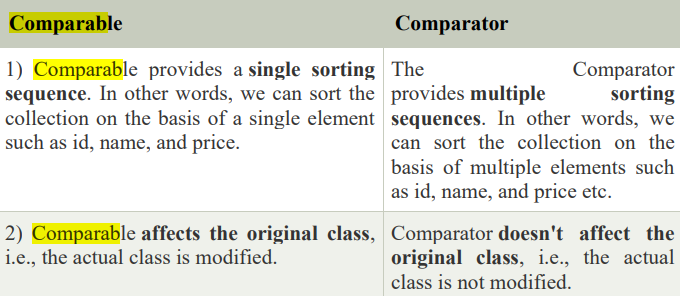 Comparable
Comparator
1) Comparable provides a single sorting
sequence. In other words, we can sort the
collection on the basis of a single element
such as id, name, and price.
The Comparator
provides multiple sorting
sequences. In other words, we
can sort the collection on the
basis of multiple elements such
as id, name, and price etc.
2) Comparable affects the original class,
i.e., the actual class is modified.
Comparator doesn't affect the
original class, i.e., the actual
class is not modified.